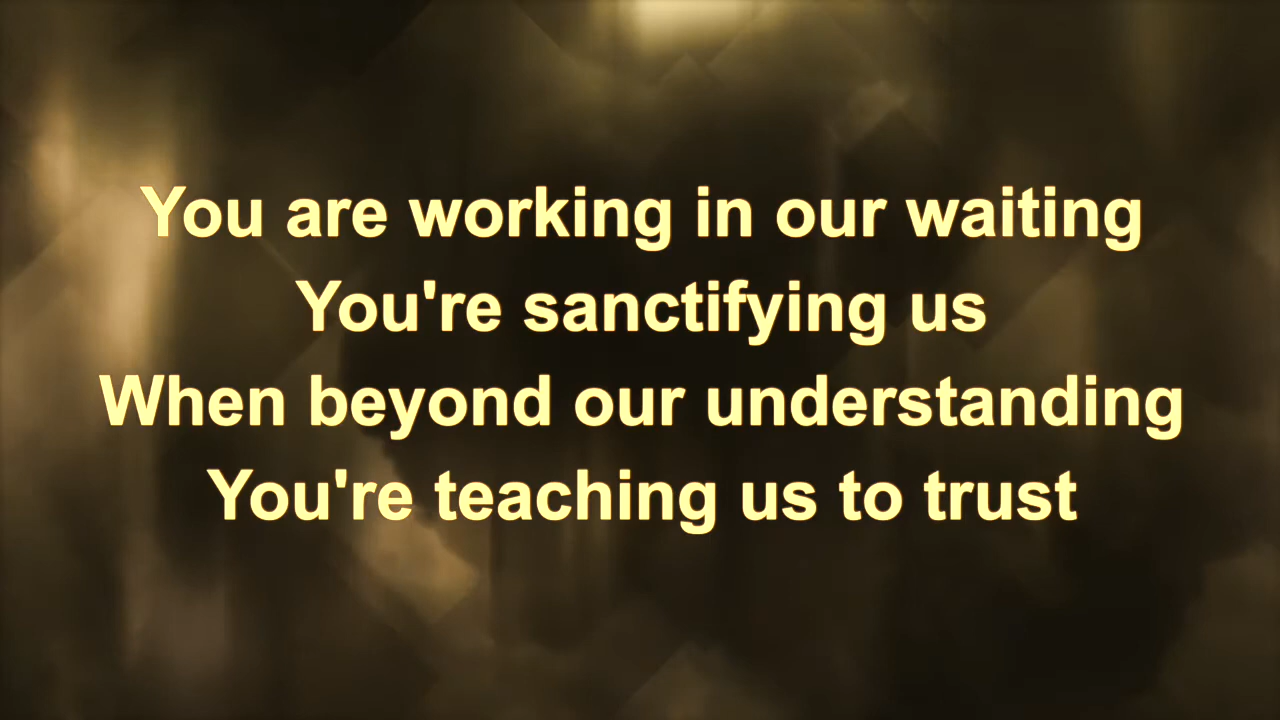 You are working in our waiting
You're sanctifying us
When beyond our understanding
You're teaching us to trust